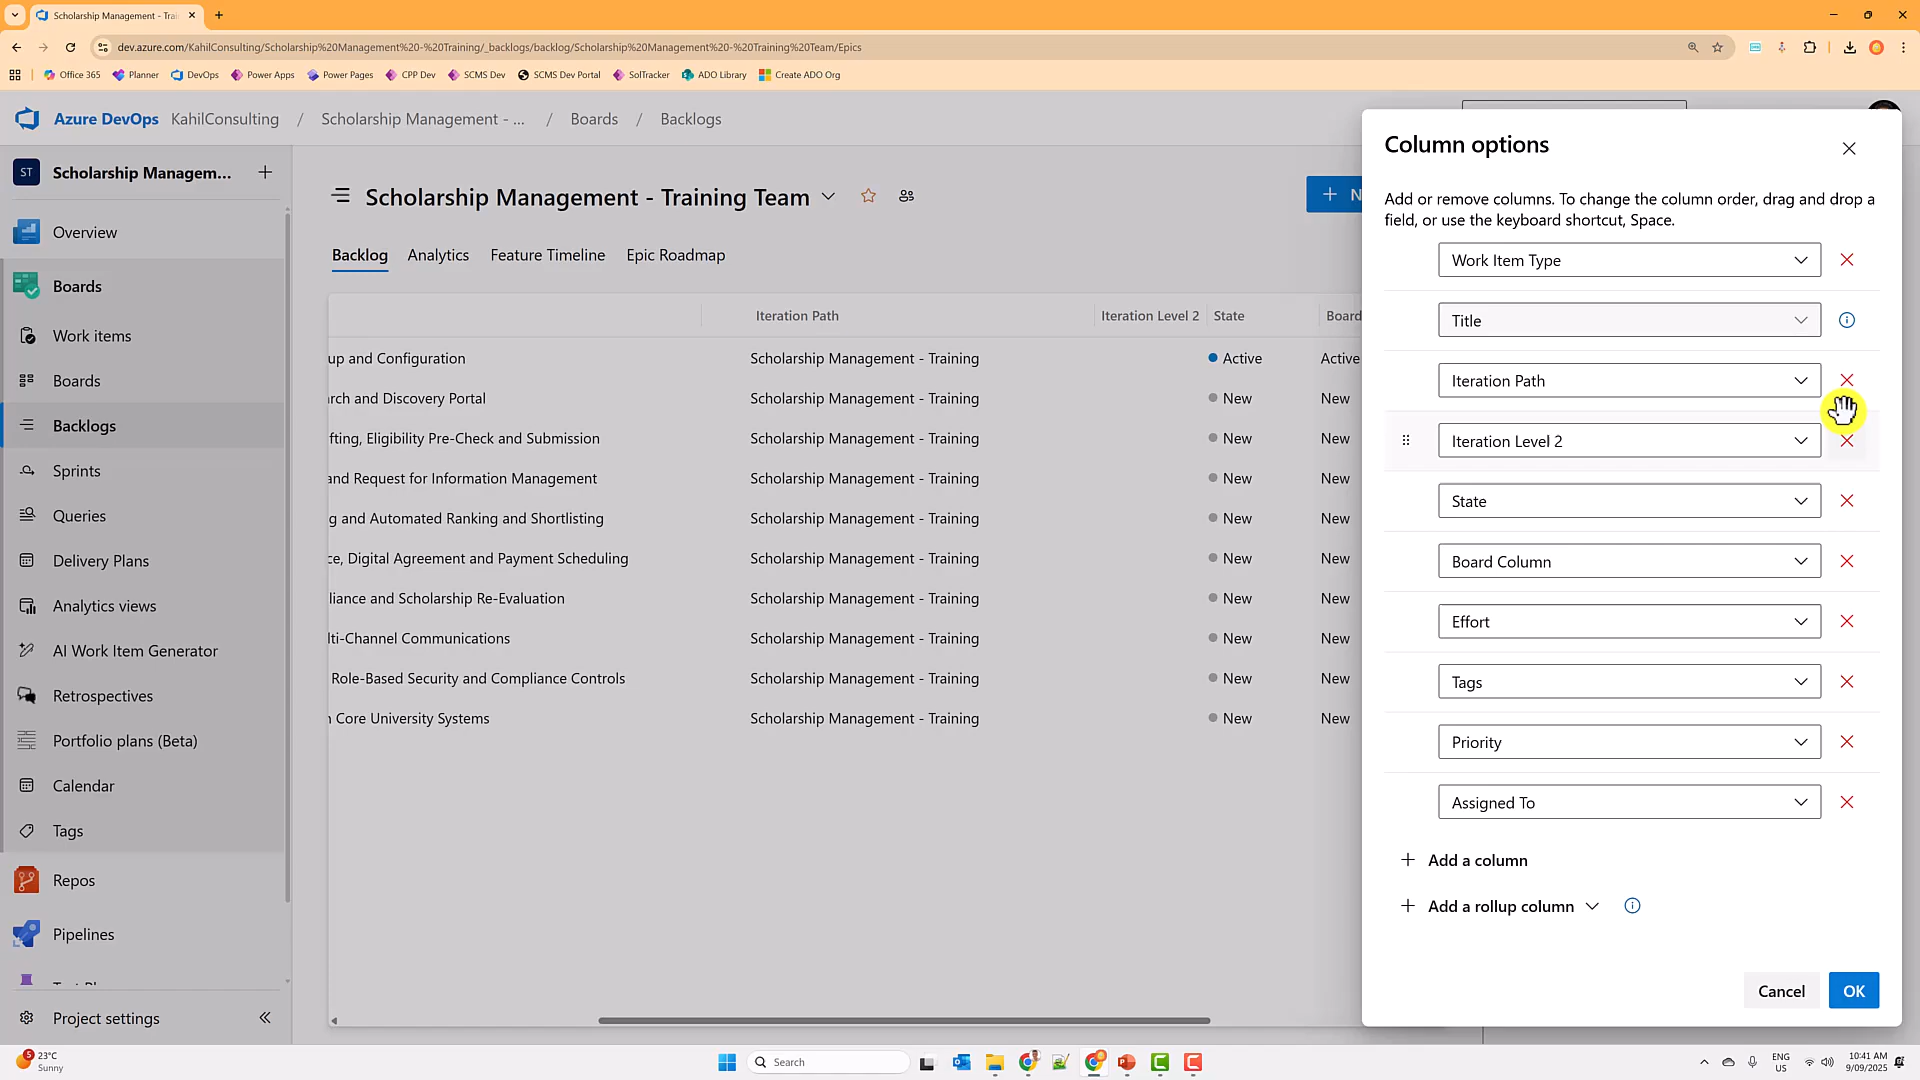 Scholarship Management - Trai
dev.azure.com/KahilConsulting/Scholarship%20Management%20-%20Training/_backlogs/backlog/Scholarship%20Management%20-%20Training%20Team/Epics
Office 365 Planner DevOps Power Apps Power Pages CPP Dev SCMS Dev SCMS Dev Portal SolTracker ADO Library Create ADO Org
Azure DevOps KahilConsulting / Scholarship Management - ... / Boards / Backlogs
ST Scholarship Managem...
Overview
Boards
Work items
Boards
Backlogs
Sprints
Queries
Delivery Plans
Analytics views
AI Work Item Generator
Retrospectives
Portfolio plans (Beta)
Calendar
Tags
Repos
Pipelines
Project settings
Scholarship Management - Training Team
N
Backlog Analytics Feature Timeline Epic Roadmap
Iteration Path Iteration Level 2 State Board
up and Configuration Scholarship Management - Training Active Active
rch and Discovery Portal Scholarship Management - Training New New
fting, Eligibility Pre-Check and Submission Scholarship Management - Training New New
and Request for Information Management Scholarship Management - Training New New
g and Automated Ranking and Shortlisting Scholarship Management - Training New New
ce, Digital Agreement and Payment Scheduling Scholarship Management - Training New New
liance and Scholarship Re-Evaluation Scholarship Management - Training New New
lti-Channel Communications Scholarship Management - Training New New
Role-Based Security and Compliance Controls Scholarship Management - Training New New
n Core University Systems Scholarship Management - Training New New
Column options
Add or remove columns. To change the column order, drag and drop a
field, or use the keyboard shortcut, Space.
Work Item Type
Title
Iteration Path
Iteration Level 2
State
Board Column
Effort
Tags
Priority
Assigned To
Add a column
Add a rollup column
Cancel OK
5
23°C
Sunny
Search
ENG
US
10:41 AM
9/09/2025